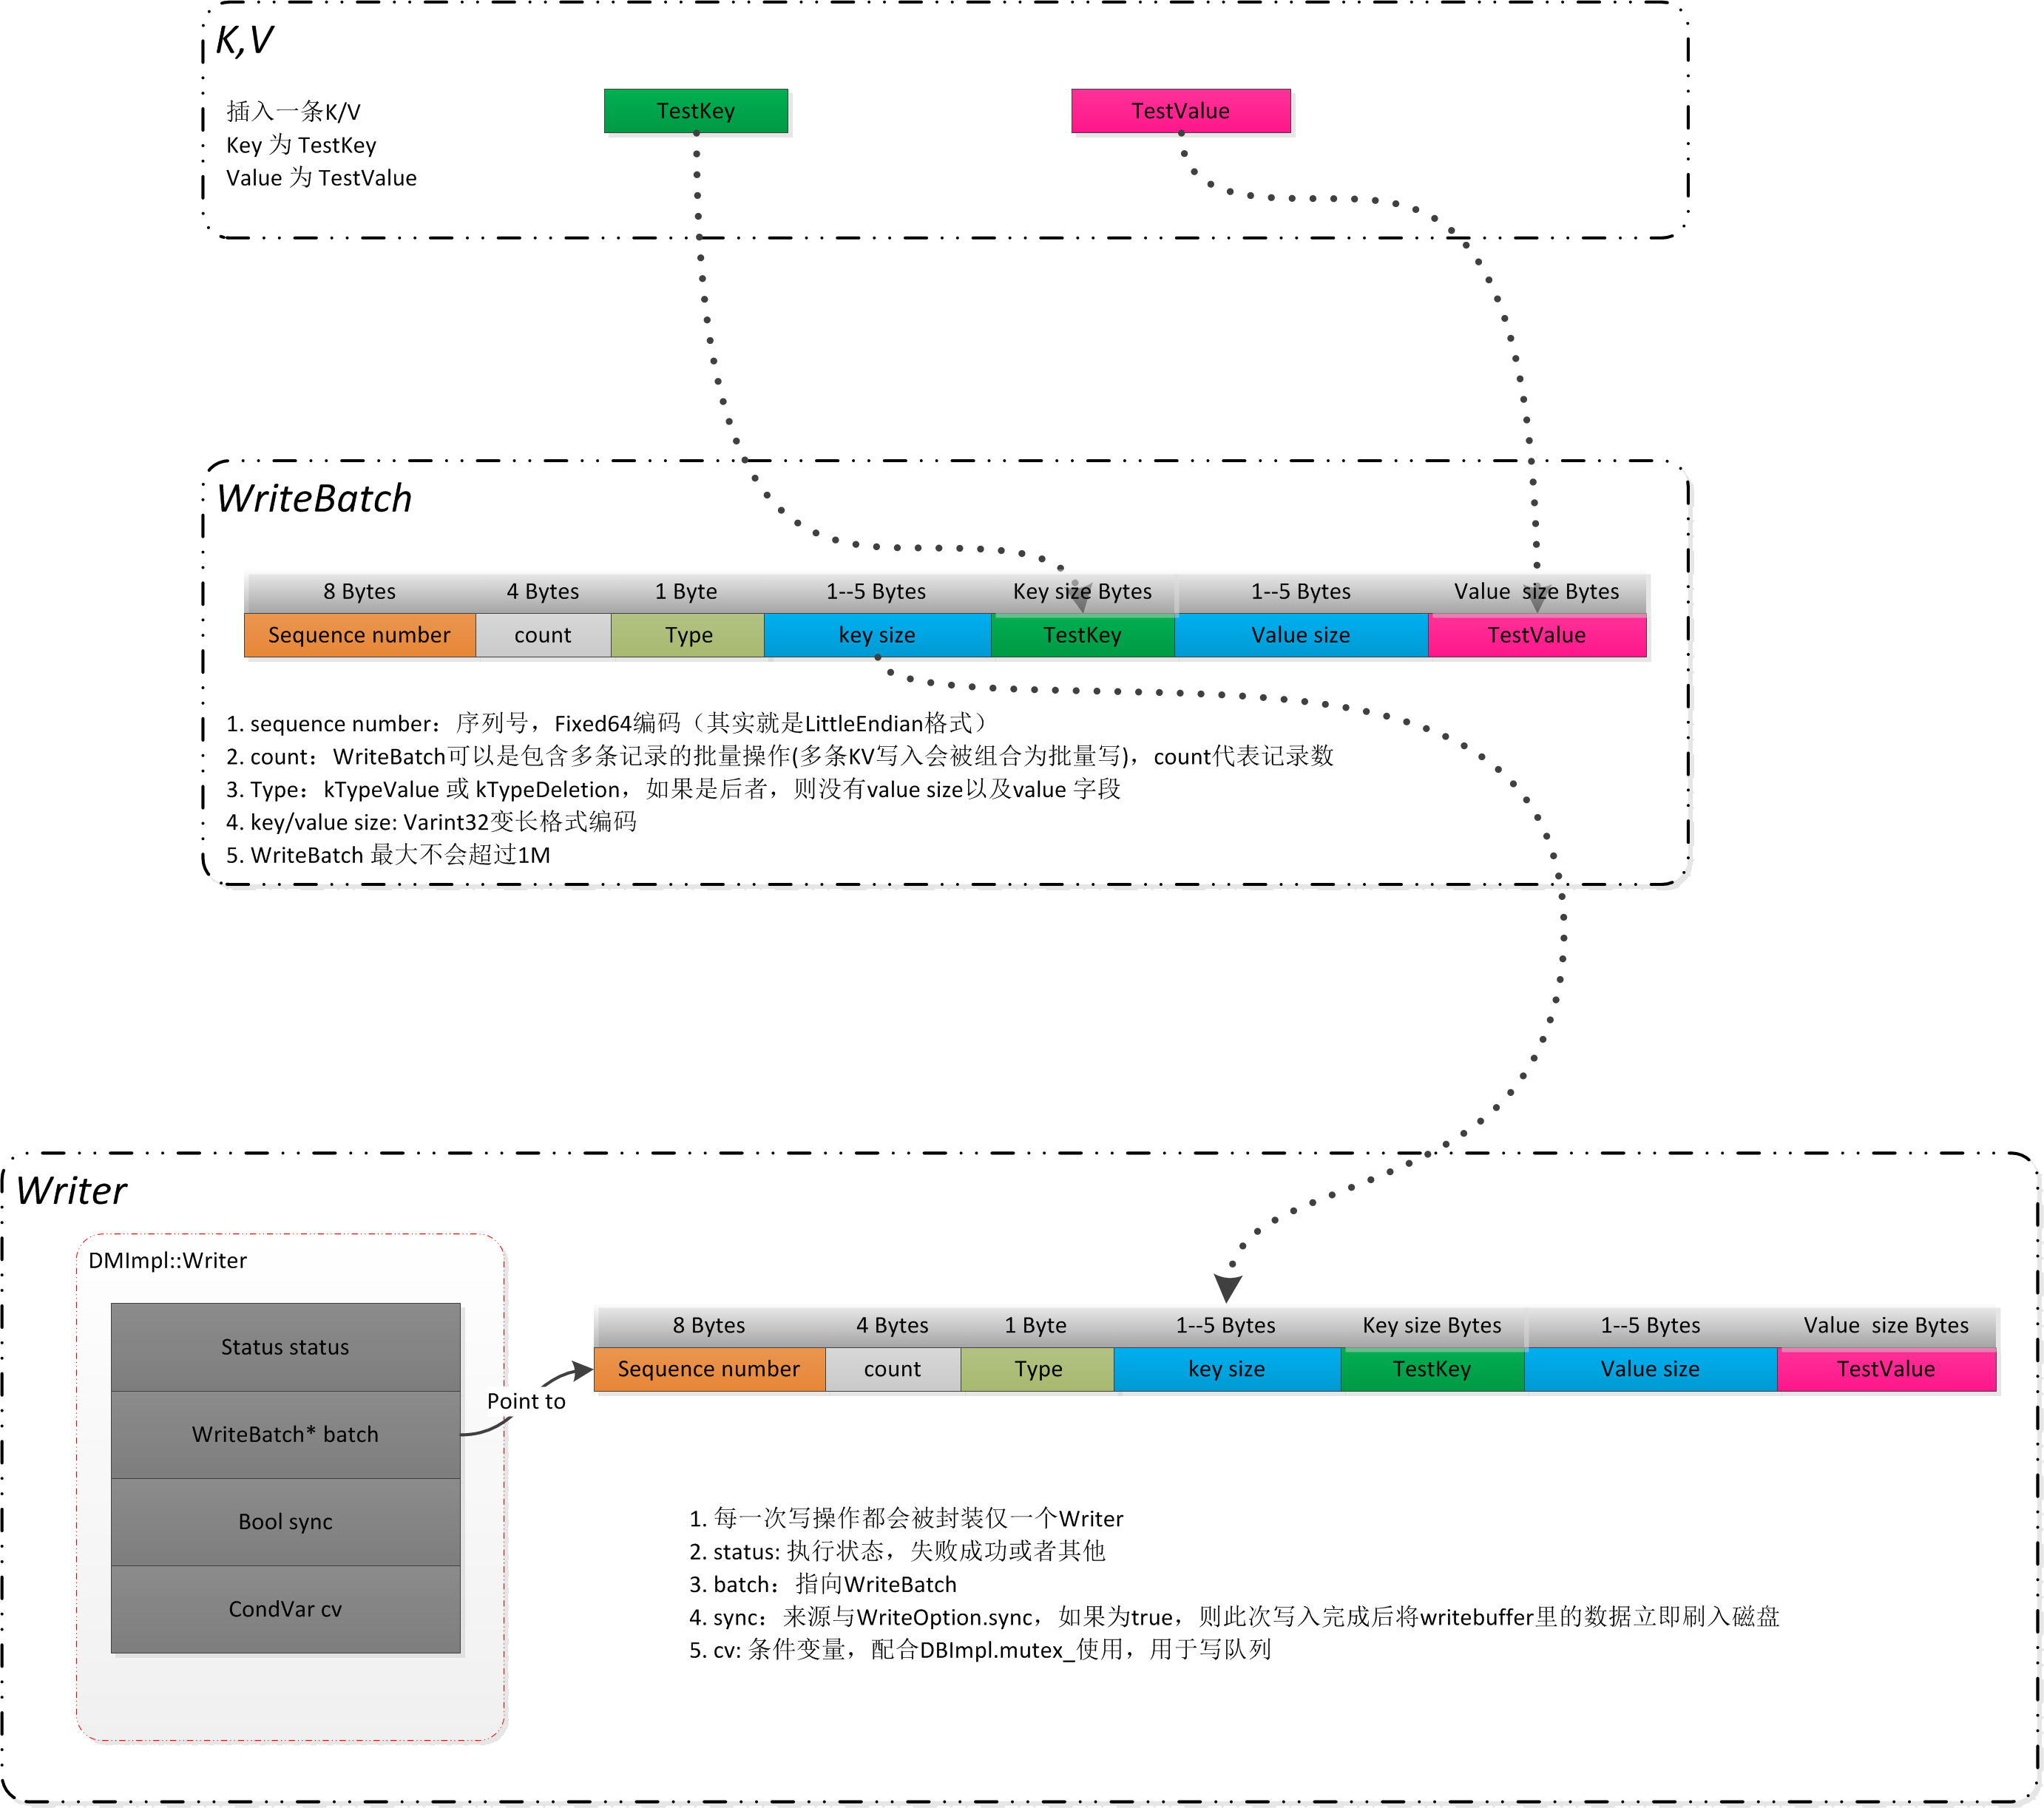 K,V
插入一条K/V
Key 为 TestKey
Value 为 TestValue
TestKey
TestValue
WriteBatch
8 Bytes
4 Bytes
1 Byte
1--5 Bytes
Key size Bytes
1--5 Bytes
Value size Bytes
Sequence number
count
Type
key size
TestKey
Value size
TestValue
1. sequence number：序列号，Fixed64编码（其实就是LittleEndian格式）
2. count：WriteBatch可以是包含多条记录的批量操作(多条KV写入会被组合为批量写)，count代表记录数
3. Type：kTypeValue 或 kTypeDeletion，如果是后者，则没有value size以及value 字段
4. key/value size: Varint32变长格式编码
5. WriteBatch 最大不会超过1M
Writer
DMImpl::Writer
Status status
WriteBatch* batch
Bool sync
CondVar cv
Point to
8 Bytes
4 Bytes
1 Byte
1--5 Bytes
Key size Bytes
1--5 Bytes
Value size Bytes
Sequence number
count
Type
key size
TestKey
Value size
TestValue
1. 每一次写操作都会被封装仅一个Writer
2. status: 执行状态，失败成功或者其他
3. batch：指向WriteBatch
4. sync：来源与WriteOption.sync，如果为true，则此次写入完成后将writebuffer里的数据立即刷入磁盘
5. cv: 条件变量，配合DBImpl.mutex_使用，用于写队列